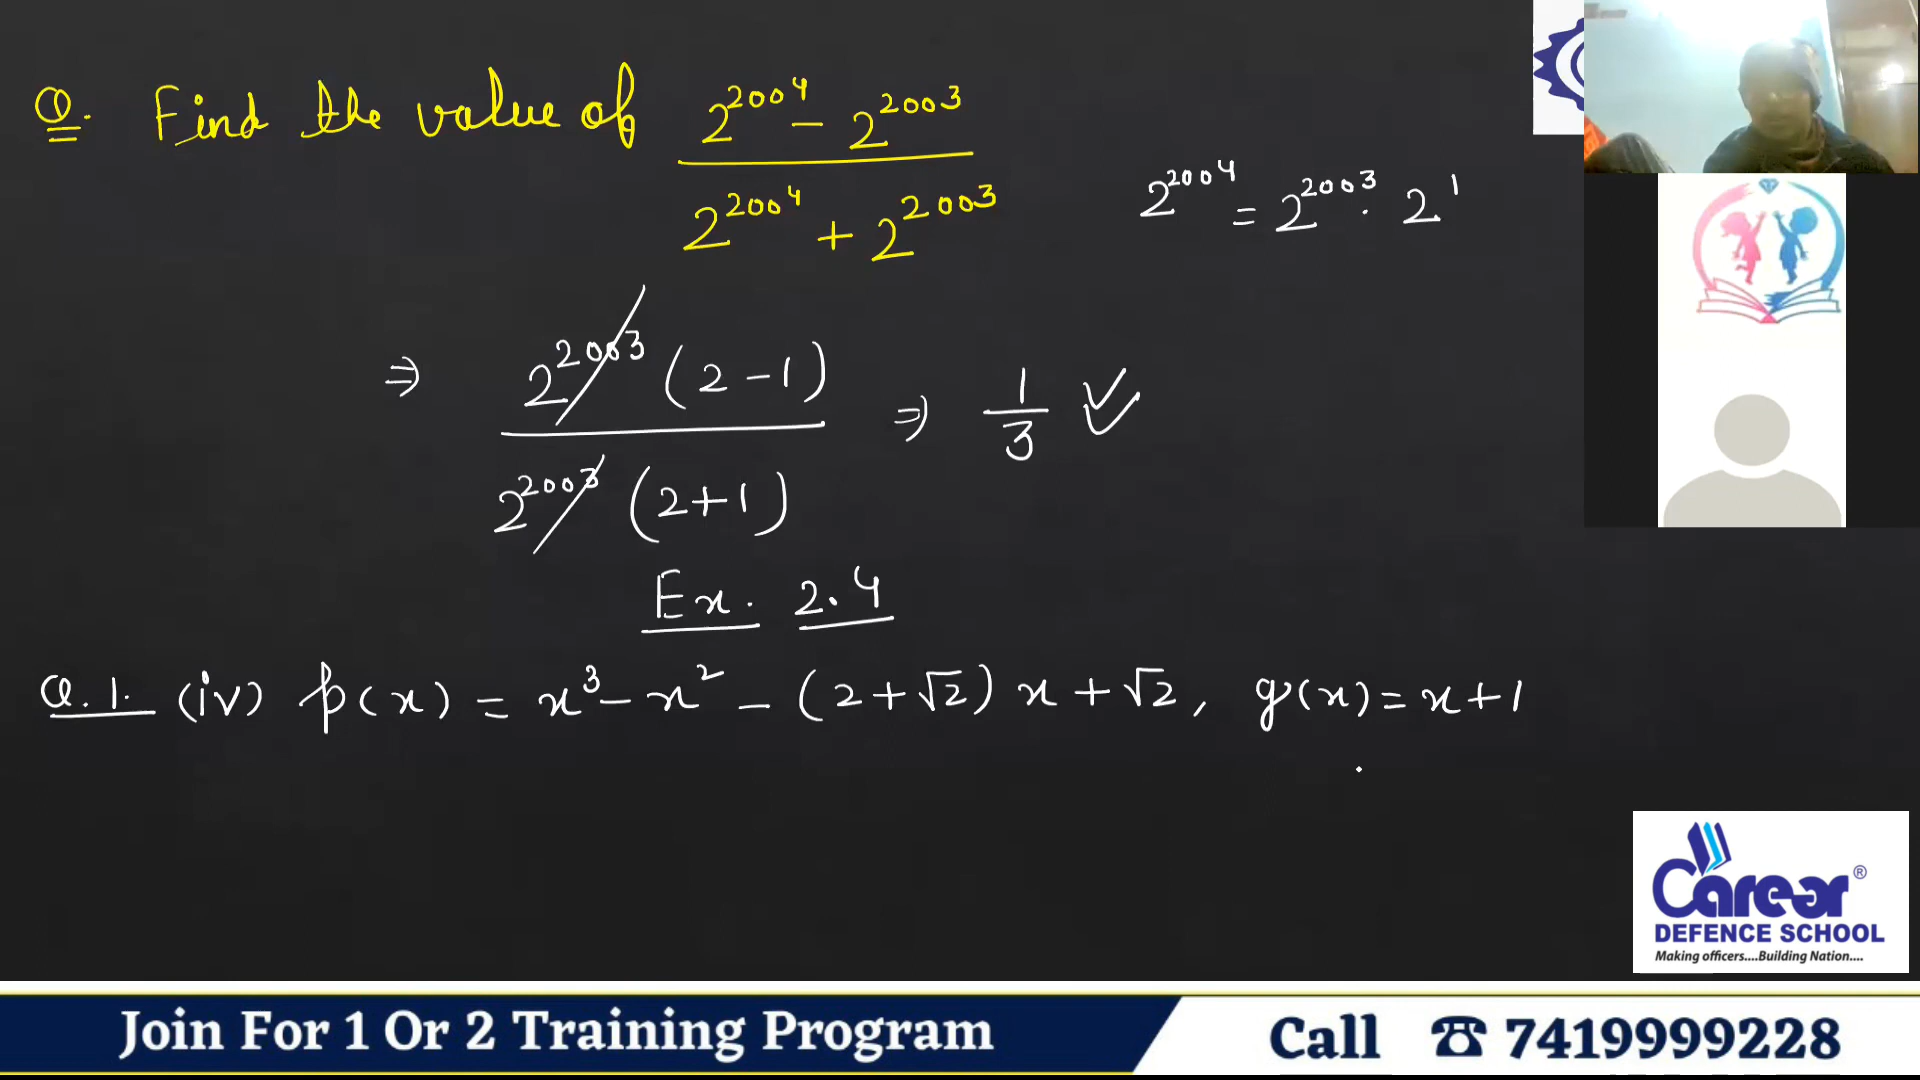 Q. Find the value of
2^2004 - 2^2003
2^2004 + 2^2003
2^2004 = 2^2003 · 2^1
⇒ 2^2003 (2-1)
2^2003 (2+1)
⇒ 1/3 ✓✓
Ex. 2.4
Q.1. (iv) p(x) = x³ - x² - (2+√2)x + √2, g(x) = x+1
Career®
DEFENCE SCHOOL
Making officers....Building Nation....
Join For 1 Or 2 Training Program
Call ☎ 7419999228